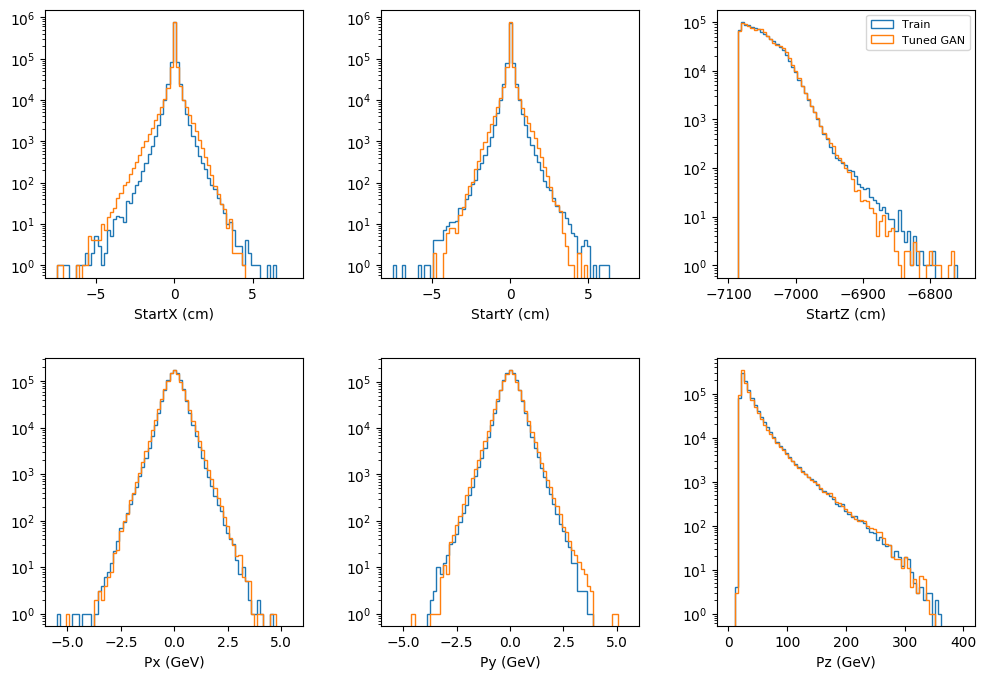 10⁶
10⁵
10⁴
10³
10²
10¹
10⁰
−5 0 5
StartX (cm)
10⁶
10⁵
10⁴
10³
10²
10¹
10⁰
−5 0 5
StartY (cm)
Train
Tuned GAN
10⁵
10⁴
10³
10²
10¹
10⁰
−7100 −7000 −6900 −6800
StartZ (cm)
10⁵
10⁴
10³
10²
10¹
10⁰
−5.0 −2.5 0.0 2.5 5.0
Px (GeV)
10⁵
10⁴
10³
10²
10¹
10⁰
−5.0 −2.5 0.0 2.5 5.0
Py (GeV)
10⁵
10⁴
10³
10²
10¹
10⁰
0 100 200 300 400
Pz (GeV)